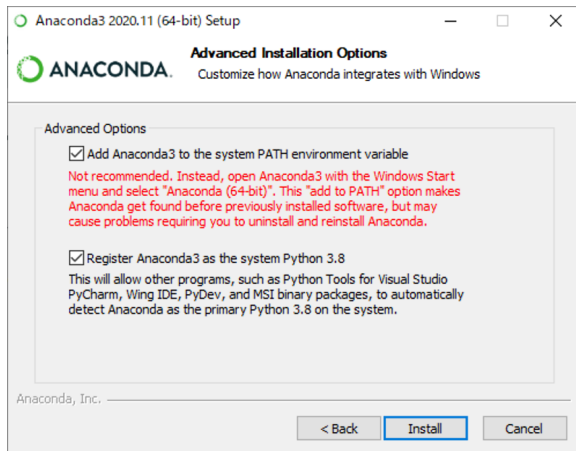 Anaconda3 2020.11 (64-bit) Setup
ANACONDA.
Advanced Installation Options
Customize how Anaconda integrates with Windows
Advanced Options
Add Anaconda3 to the system PATH environment variable
Not recommended. Instead, open Anaconda3 with the Windows Start
menu and select "Anaconda (64-bit)". This "add to PATH" option makes
Anaconda get found before previously installed software, but may
cause problems requiring you to uninstall and reinstall Anaconda.
Register Anaconda3 as the system Python 3.8
This will allow other programs, such as Python Tools for Visual Studio
PyCharm, Wing IDE, PyDev, and MSI binary packages, to automatically
detect Anaconda as the primary Python 3.8 on the system.
Anaconda, Inc.
< Back
Install
Cancel